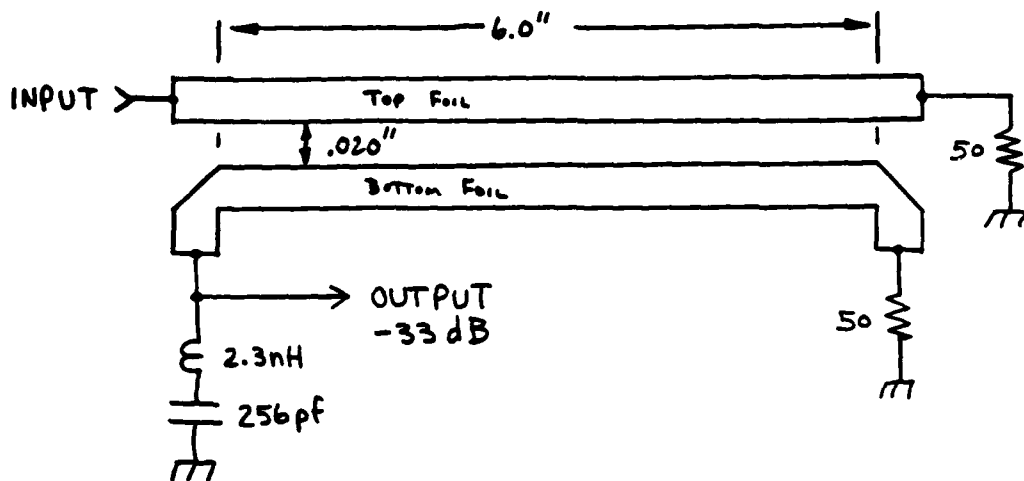 6.0"
INPUT
TOP FOIL
.020"
BOTTOM FOIL
50
OUTPUT
-33 dB
50
2.3nH
256pf